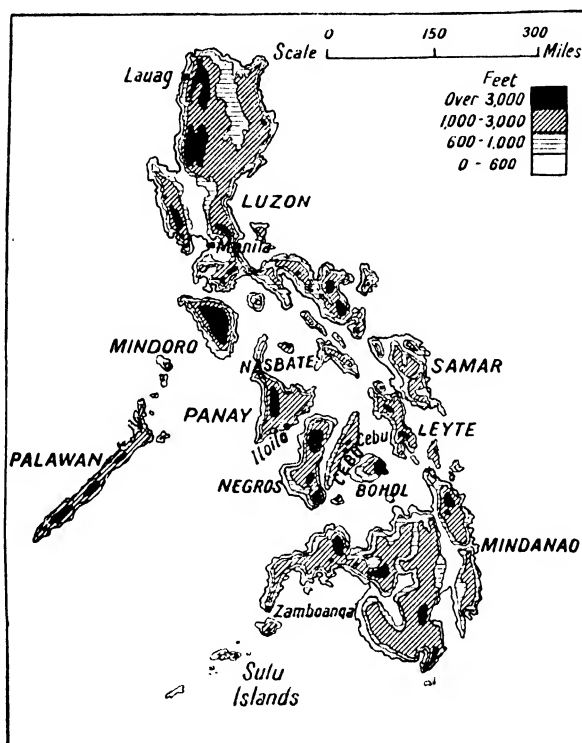 0 150 300
Scale Miles
Feet
Over 3,000
1,000-3,000
600-1,000
0-600
Lauag
LUZON
Manila
MINDORO
NASBATE
SAMAR
PANAY
Iloilo
Cebu
LEYTE
PALAWAN
CEBU
NEGROS
BOHOL
MINDANAO
Zamboanga
Sulu
Islands